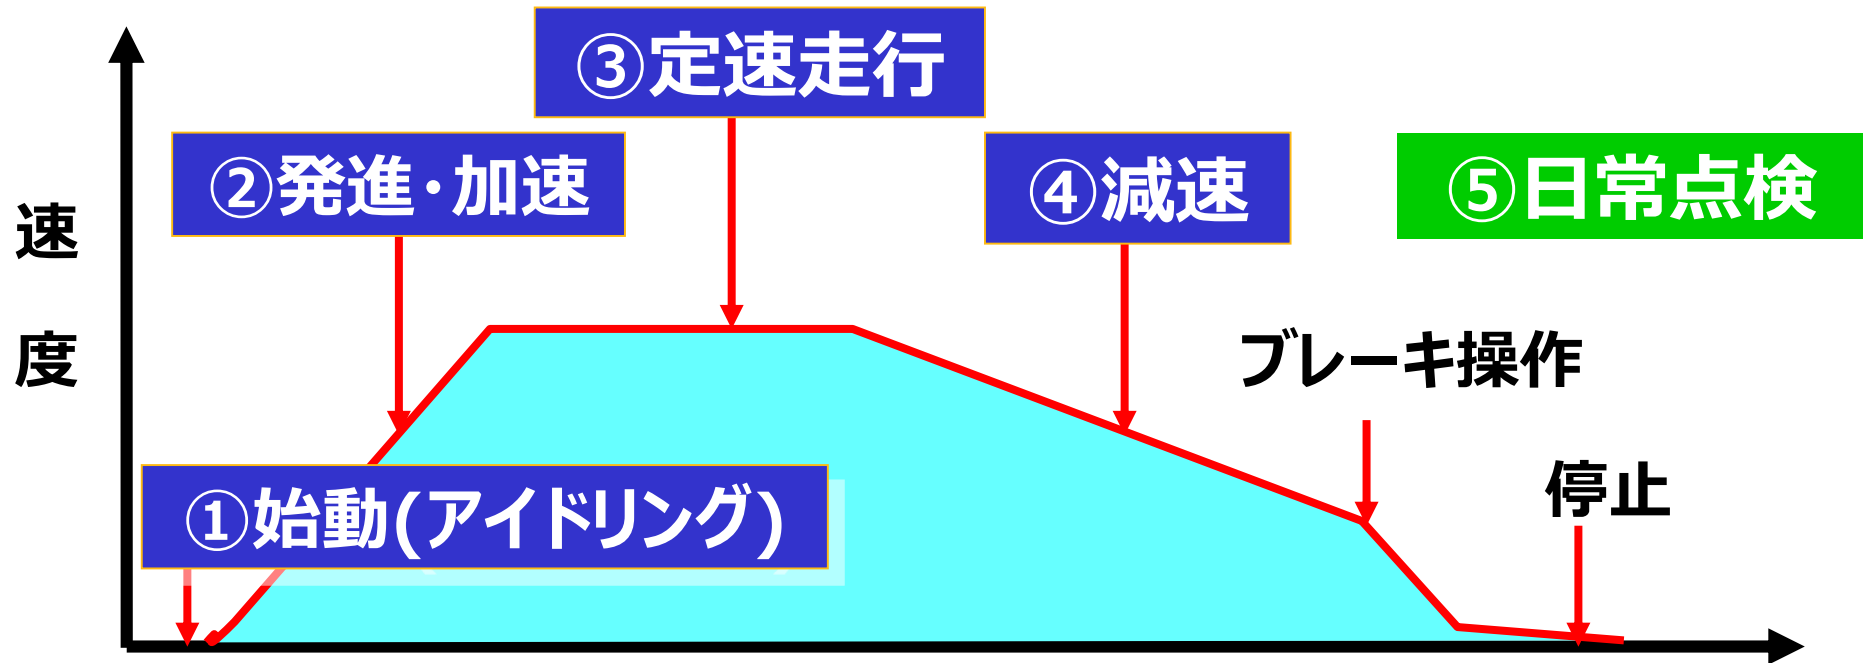 ③定速走行
②発進･加速
④減速
⑤日常点検
速度
ブレーキ操作
停止
①始動(アイドリング)